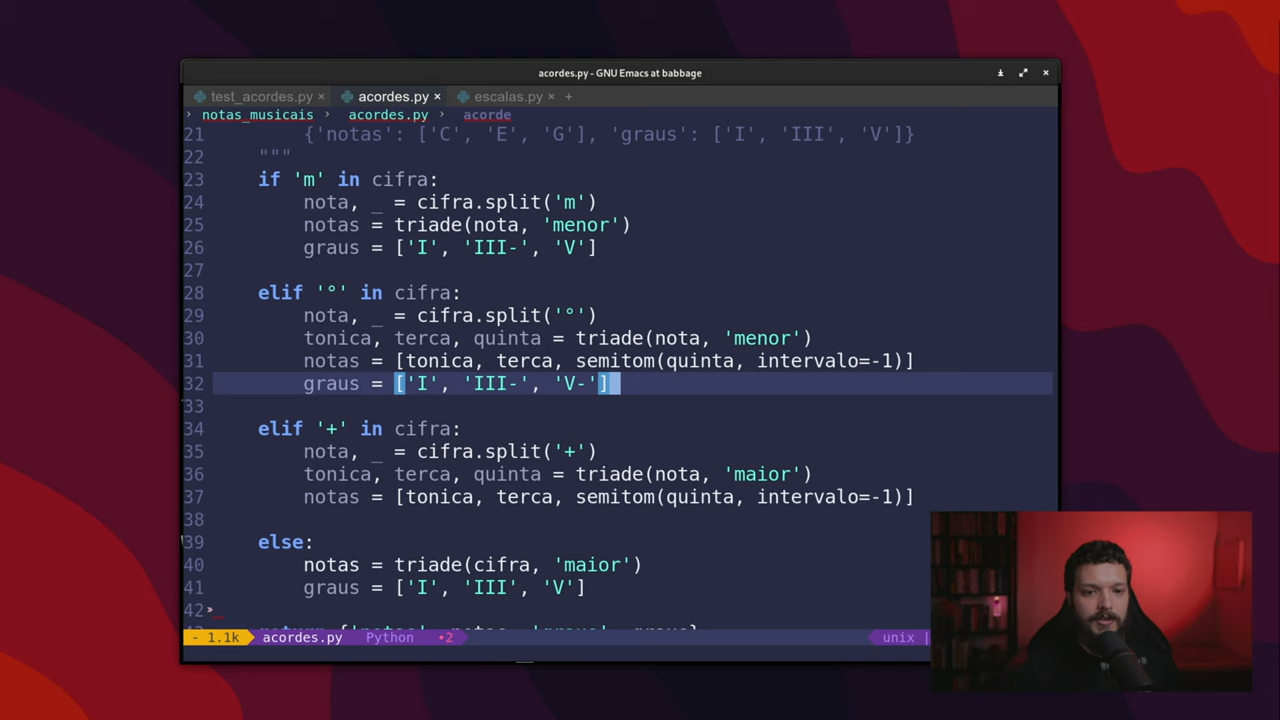 acordes.py - GNU Emacs at babbage
test_acordes.py × acordes.py × escalas.py × +
› notas_musicais › acordes.py › acorde
21 {'notas': ['C', 'E', 'G'], 'graus': ['I', 'III', 'V']}
22 """
23 if 'm' in cifra:
24 nota, _ = cifra.split('m')
25 notas = triade(nota, 'menor')
26 graus = ['I', 'III-', 'V']
27
28 elif '°' in cifra:
29 nota, _ = cifra.split('°')
30 tonica, terca, quinta = triade(nota, 'menor')
31 notas = [tonica, terca, semitom(quinta, intervalo=-1)]
32 graus = ['I', 'III-', 'V-']
33
34 elif '+' in cifra:
35 nota, _ = cifra.split('+')
36 tonica, terca, quinta = triade(nota, 'maior')
37 notas = [tonica, terca, semitom(quinta, intervalo=-1)]
38
39 else:
40 notas = triade(cifra, 'maior')
41 graus = ['I', 'III', 'V']
42 »
- 1.1k acordes.py Python •2 unix |